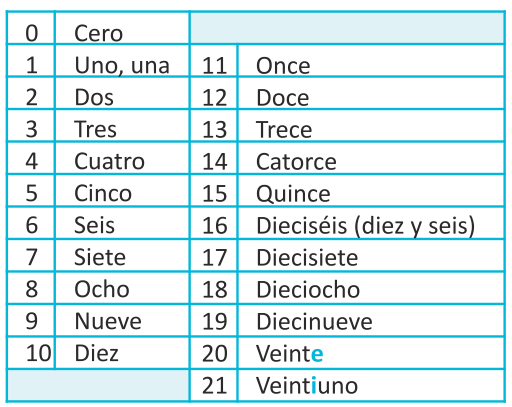 0 Cero
1 Uno, una 11 Once
2 Dos 12 Doce
3 Tres 13 Trece
4 Cuatro 14 Catorce
5 Cinco 15 Quince
6 Seis 16 Dieciséis (diez y seis)
7 Siete 17 Diecisiete
8 Ocho 18 Dieciocho
9 Nueve 19 Diecinueve
10 Diez 20 Veinte
21 Veintiuno